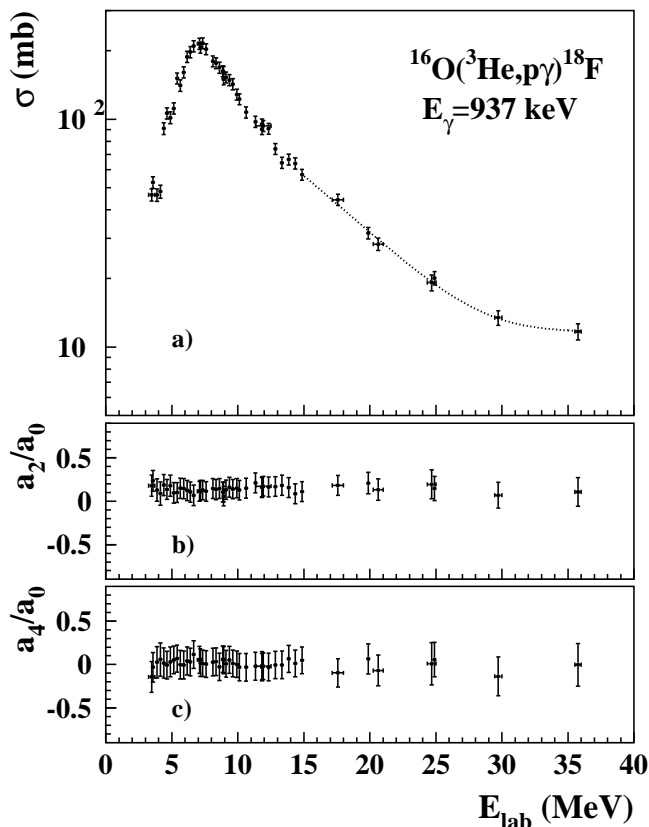 σ (mb)
¹⁶O(³He,pγ)¹⁸F
E_γ=937 keV
10²
10
a)
a₂/a₀
0.5
0
-0.5
b)
a₄/a₀
0.5
0
-0.5
c)
0 5 10 15 20 25 30 35 40
E_lab (MeV)